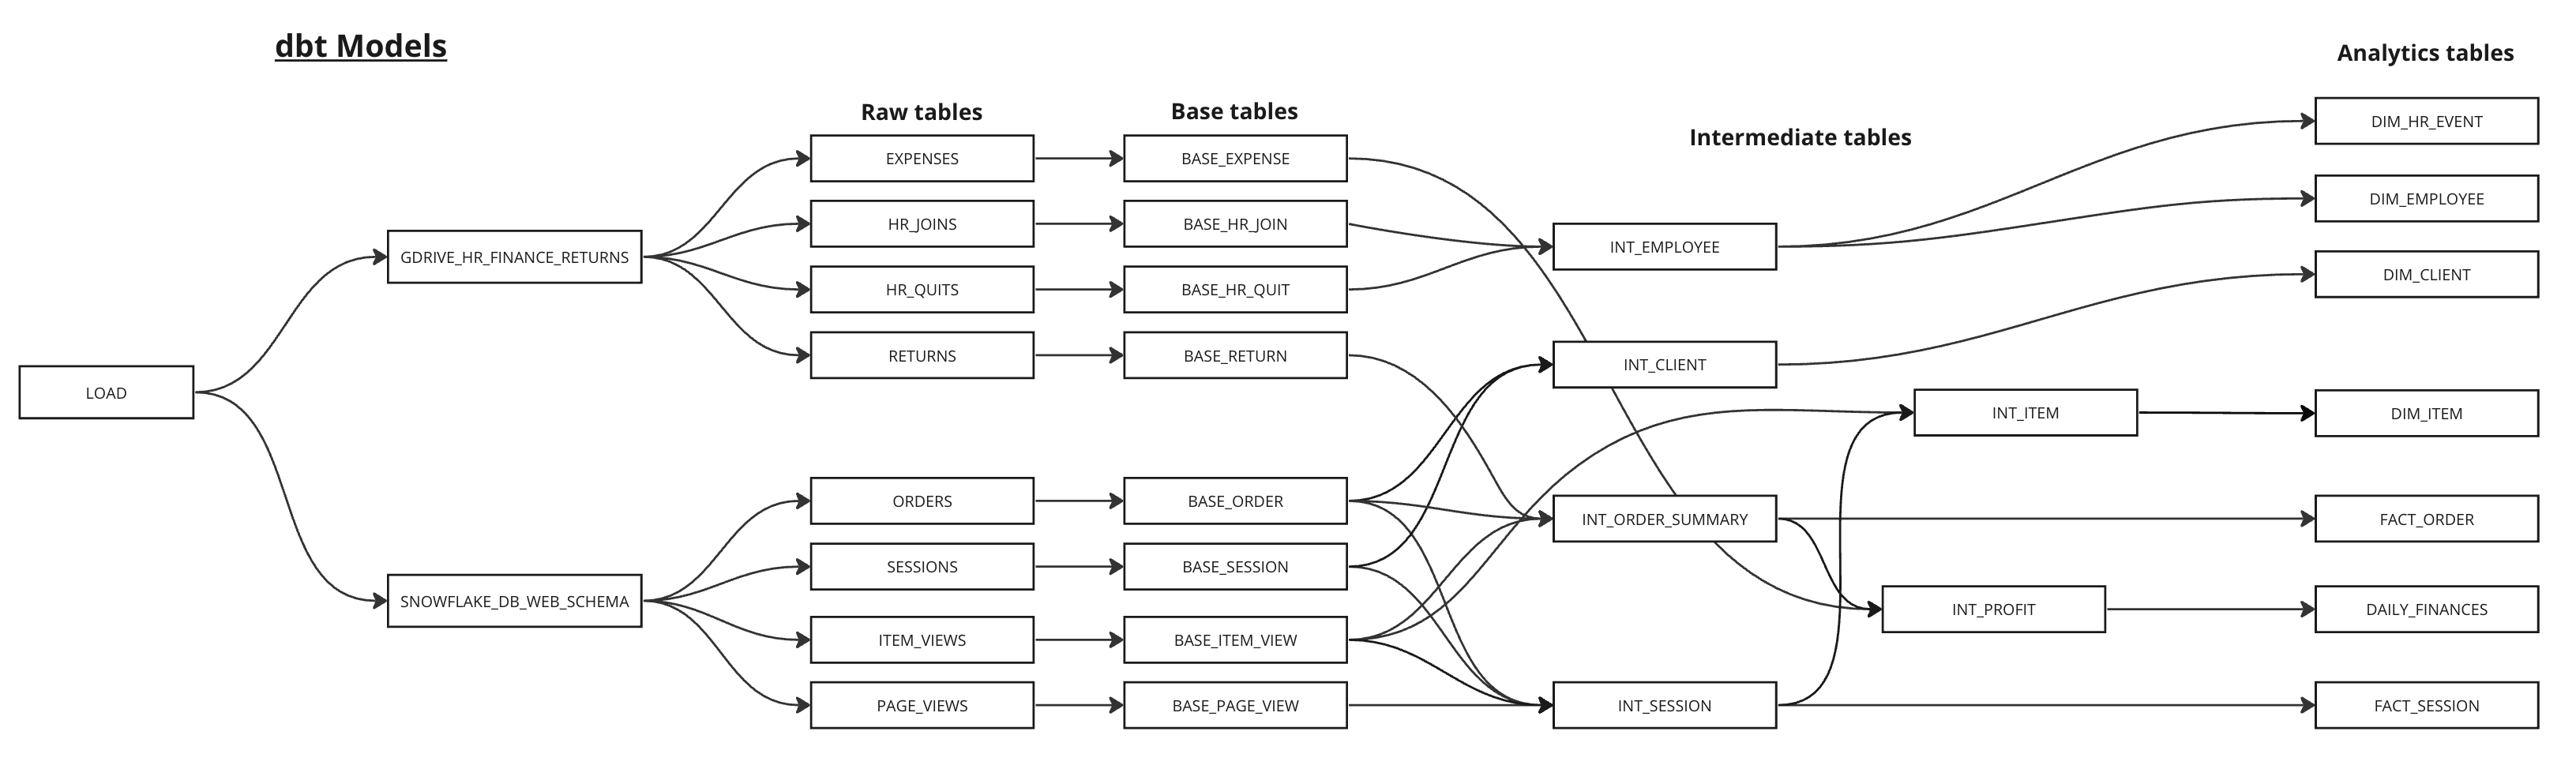 dbt Models
Analytics tables
Raw tables
Base tables
Intermediate tables
LOAD
GDRIVE_HR_FINANCE_RETURNS
SNOWFLAKE_DB_WEB_SCHEMA
EXPENSES
HR_JOINS
HR_QUITS
RETURNS
ORDERS
SESSIONS
ITEM_VIEWS
PAGE_VIEWS
BASE_EXPENSE
BASE_HR_JOIN
BASE_HR_QUIT
BASE_RETURN
BASE_ORDER
BASE_SESSION
BASE_ITEM_VIEW
BASE_PAGE_VIEW
INT_EMPLOYEE
INT_CLIENT
INT_ORDER_SUMMARY
INT_SESSION
INT_ITEM
INT_PROFIT
DIM_HR_EVENT
DIM_EMPLOYEE
DIM_CLIENT
DIM_ITEM
FACT_ORDER
DAILY_FINANCES
FACT_SESSION